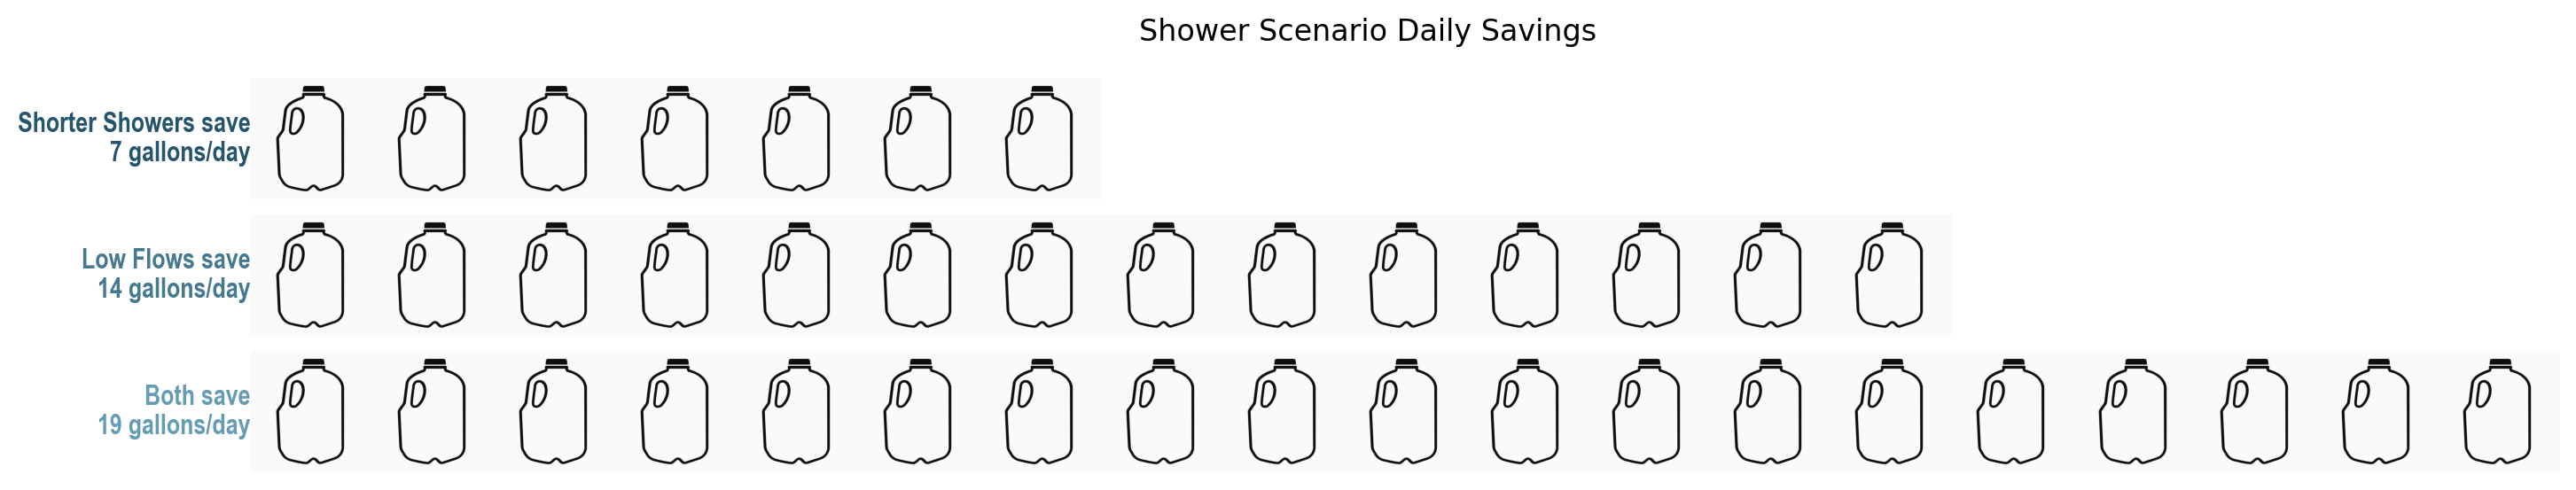 Shower Scenario Daily Savings
Shorter Showers save
7 gallons/day
Low Flows save
14 gallons/day
Both save
19 gallons/day